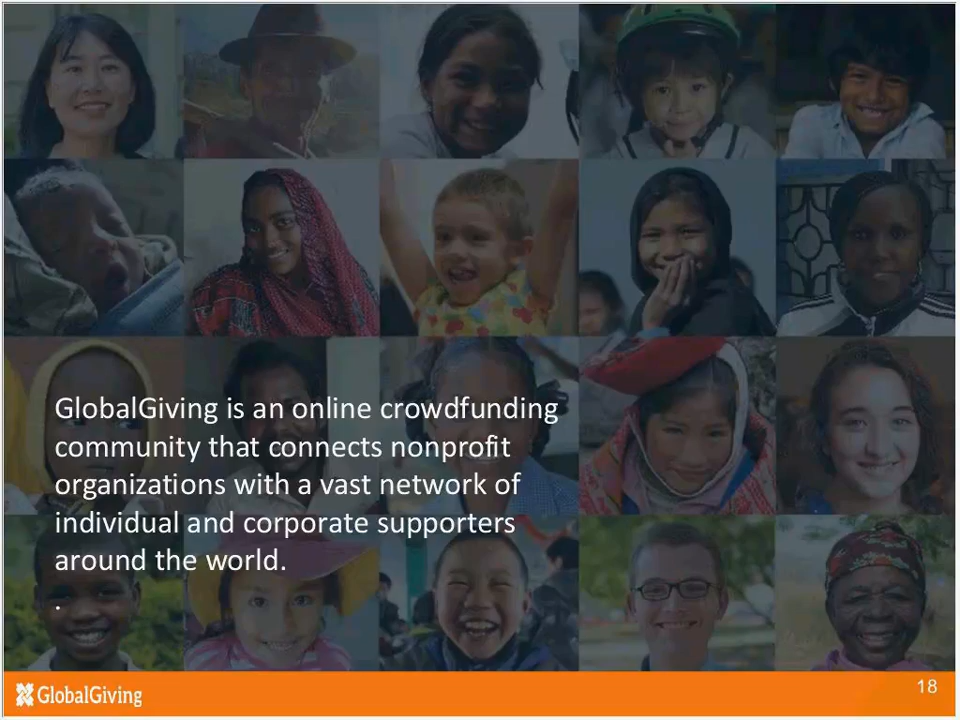 GlobalGiving is an online crowdfunding
community that connects nonprofit
organizations with a vast network of
individual and corporate supporters
around the world.
.
GlobalGiving
18